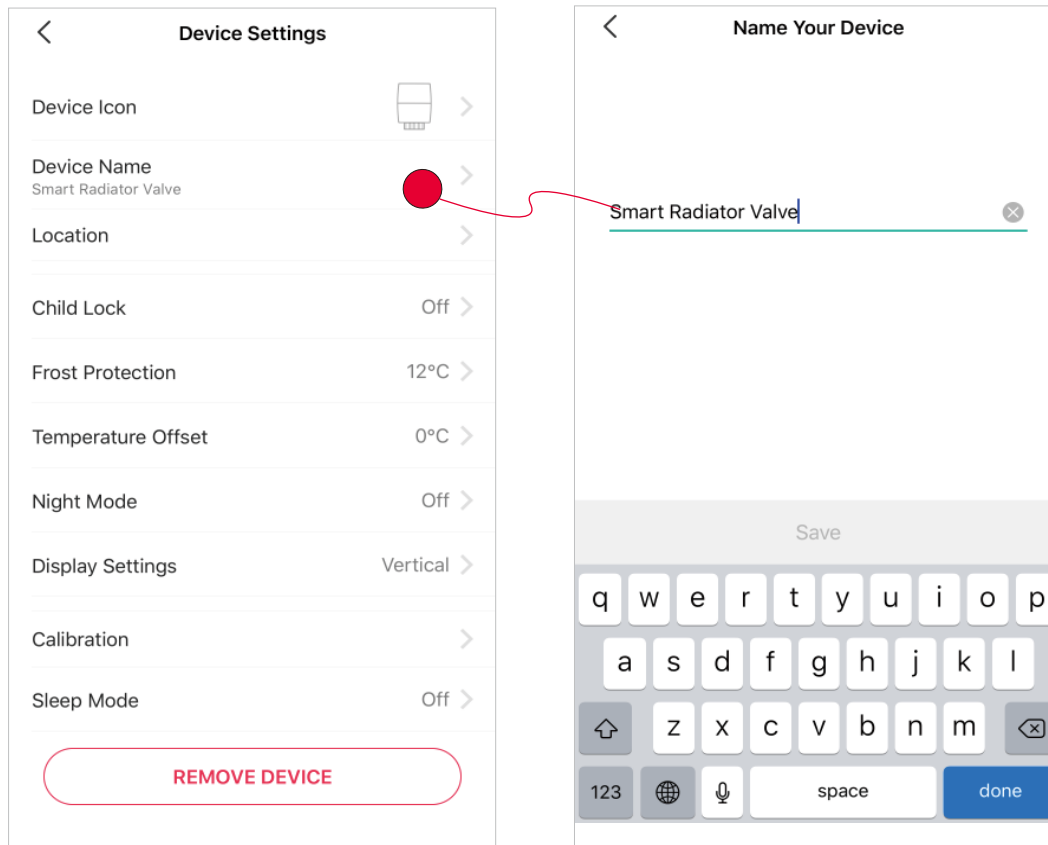 Device Settings
Device Icon
Device Name
Smart Radiator Valve
Location
Child Lock Off
Frost Protection 12°C
Temperature Offset 0°C
Night Mode Off
Display Settings Vertical
Calibration
Sleep Mode Off
REMOVE DEVICE
Name Your Device
Smart Radiator Valve
Save
q w e r t y u i o p
a s d f g h j k l
z x c v b n m
123 space done